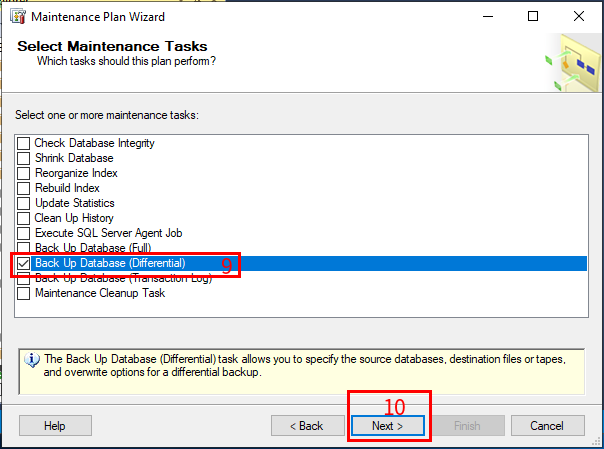 Maintenance Plan Wizard
Select Maintenance Tasks
Which tasks should this plan perform?
Select one or more maintenance tasks:
Check Database Integrity
Shrink Database
Reorganize Index
Rebuild Index
Update Statistics
Clean Up History
Execute SQL Server Agent Job
Back Up Database (Full)
Back Up Database (Differential) 9
Back Up Database (Transaction Log)
Maintenance Cleanup Task
The Back Up Database (Differential) task allows you to specify the source databases, destination files or tapes,
and overwrite options for a differential backup.
10
Help < Back Next > Finish Cancel